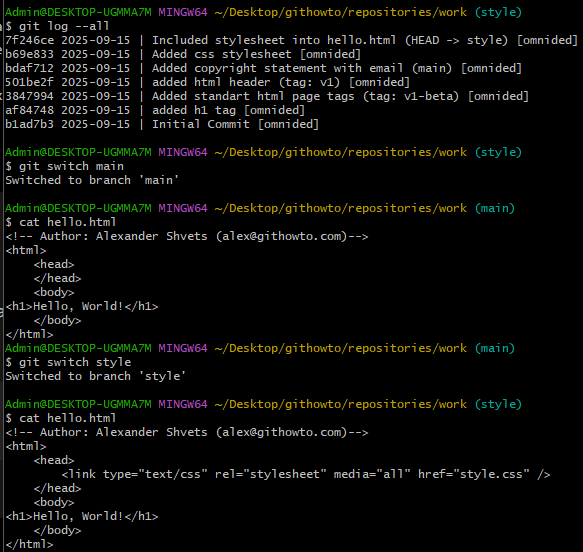 Admin@DESKTOP-UGMMA7M MINGW64 ~/Desktop/githowto/repositories/work (style)
$ git log --all
7f246ce 2025-09-15 | Included stylesheet into hello.html (HEAD -> style) [omnided]
b69e833 2025-09-15 | Added css stylesheet [omnided]
bdaf712 2025-09-15 | Added copyright statement with email (main) [omnided]
501be2f 2025-09-15 | added html header (tag: v1) [omnided]
3847994 2025-09-15 | Added standart html page tags (tag: v1-beta) [omnided]
af84748 2025-09-15 | added h1 tag [omnided]
b1ad7b3 2025-09-15 | Initial Commit [omnided]
Admin@DESKTOP-UGMMA7M MINGW64 ~/Desktop/githowto/repositories/work (style)
$ git switch main
Switched to branch 'main'
Admin@DESKTOP-UGMMA7M MINGW64 ~/Desktop/githowto/repositories/work (main)
$ cat hello.html
<!-- Author: Alexander Shvets (alex@githowto.com)-->
<html>
    <head>
    </head>
    <body>
<h1>Hello, World!</h1>
    </body>
</html>
Admin@DESKTOP-UGMMA7M MINGW64 ~/Desktop/githowto/repositories/work (main)
$ git switch style
Switched to branch 'style'
Admin@DESKTOP-UGMMA7M MINGW64 ~/Desktop/githowto/repositories/work (style)
$ cat hello.html
<!-- Author: Alexander Shvets (alex@githowto.com)-->
<html>
    <head>
        <link type="text/css" rel="stylesheet" media="all" href="style.css" />
    </head>
    <body>
<h1>Hello, World!</h1>
    </body>
</html>